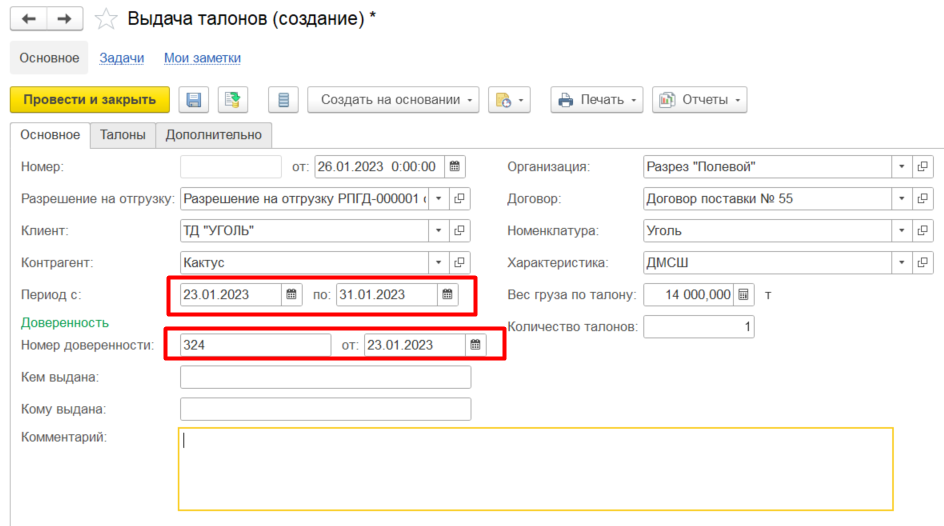 Выдача талонов (создание) *
Основное Задачи Мои заметки
Провести и закрыть Создать на основании Печать Отчеты
Основное Талоны Дополнительно
Номер: от: 26.01.2023 0:00:00 Организация: Разрез "Полевой"
Разрешение на отгрузку: Разрешение на отгрузку РПГД-000001 Договор: Договор поставки № 55
Клиент: ТД "УГОЛЬ" Номенклатура: Уголь
Контрагент: Кактус Характеристика: ДМСШ
Период с: 23.01.2023 по: 31.01.2023 Вес груза по талону: 14 000,000 т
Доверенность Количество талонов: 1
Номер доверенности: 324 от: 23.01.2023
Кем выдана:
Кому выдана:
Комментарий: